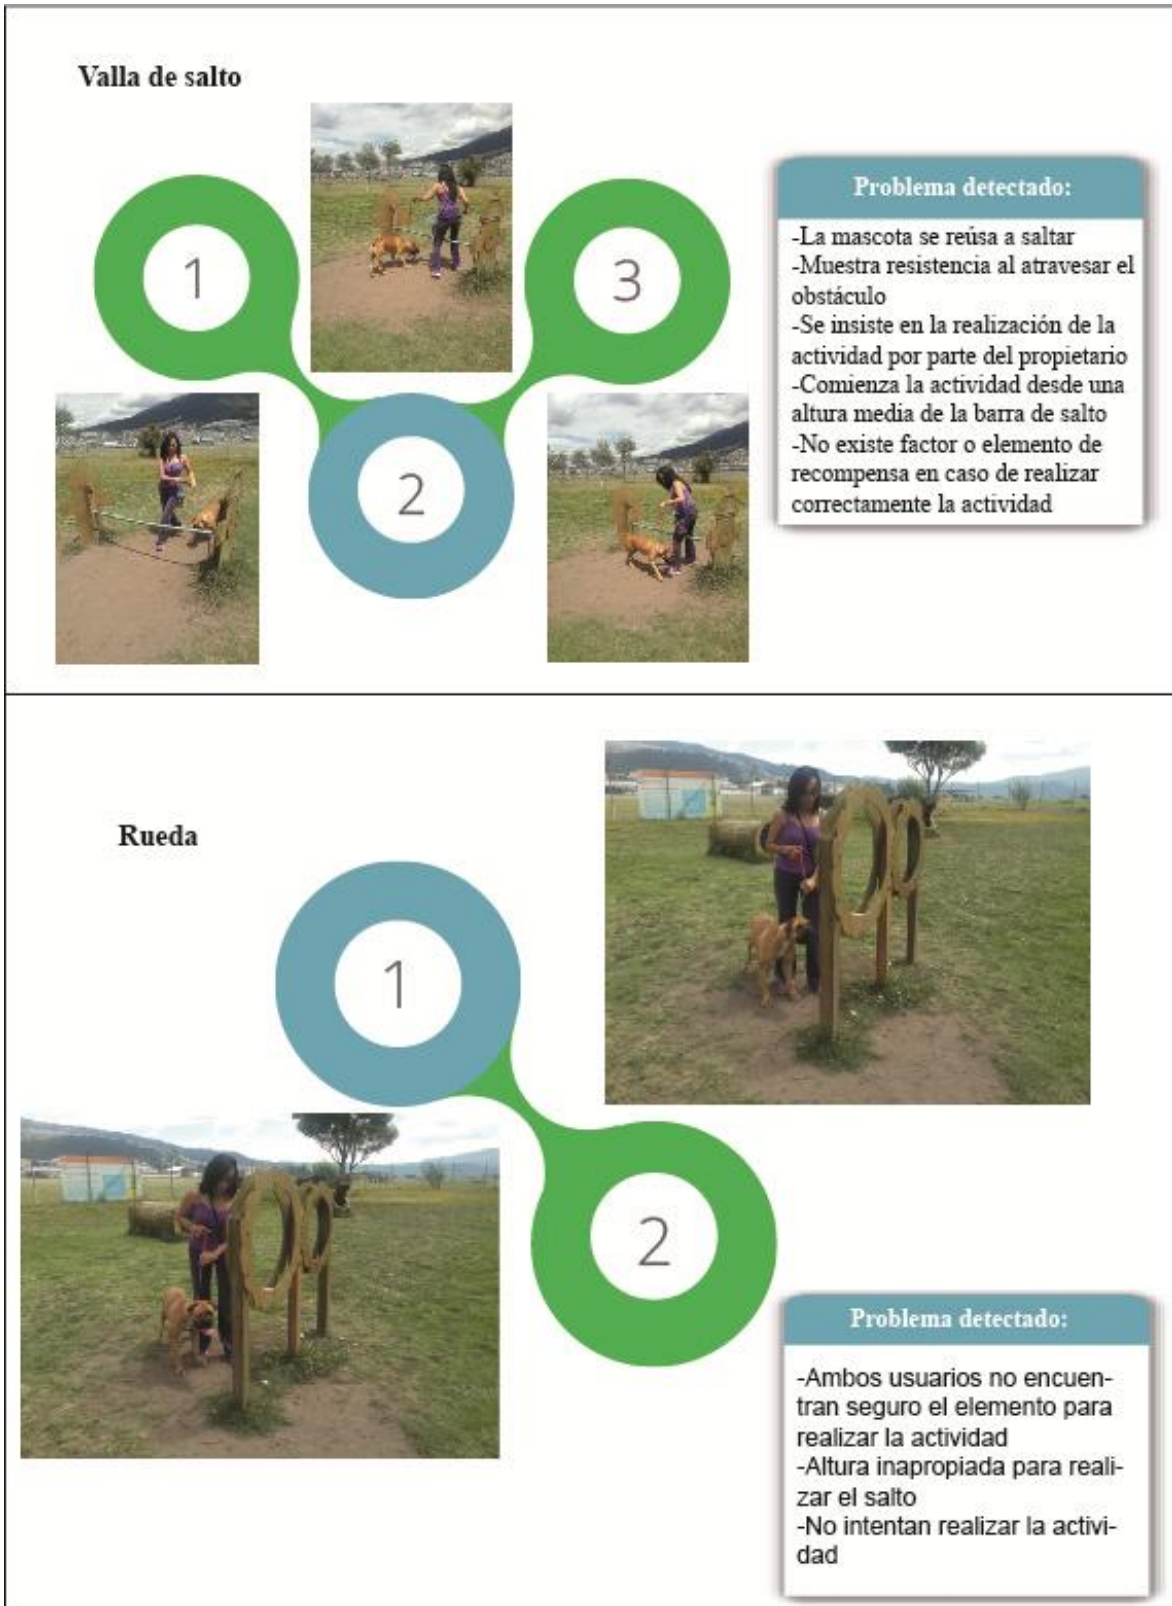 Valla de salto
1
2
3
Problema detectado:
-La mascota se reúsa a saltar
-Muestra resistencia al atravesar el
obstáculo
-Se insiste en la realización de la
actividad por parte del propietario
-Comienza la actividad desde una
altura media de la barra de salto
-No existe factor o elemento de
recompensa en caso de realizar
correctamente la actividad
Rueda
1
2
Problema detectado:
-Ambos usuarios no encuen-
tran seguro el elemento para
realizar la actividad
-Altura inapropiada para reali-
zar el salto
-No intentan realizar la activi-
dad